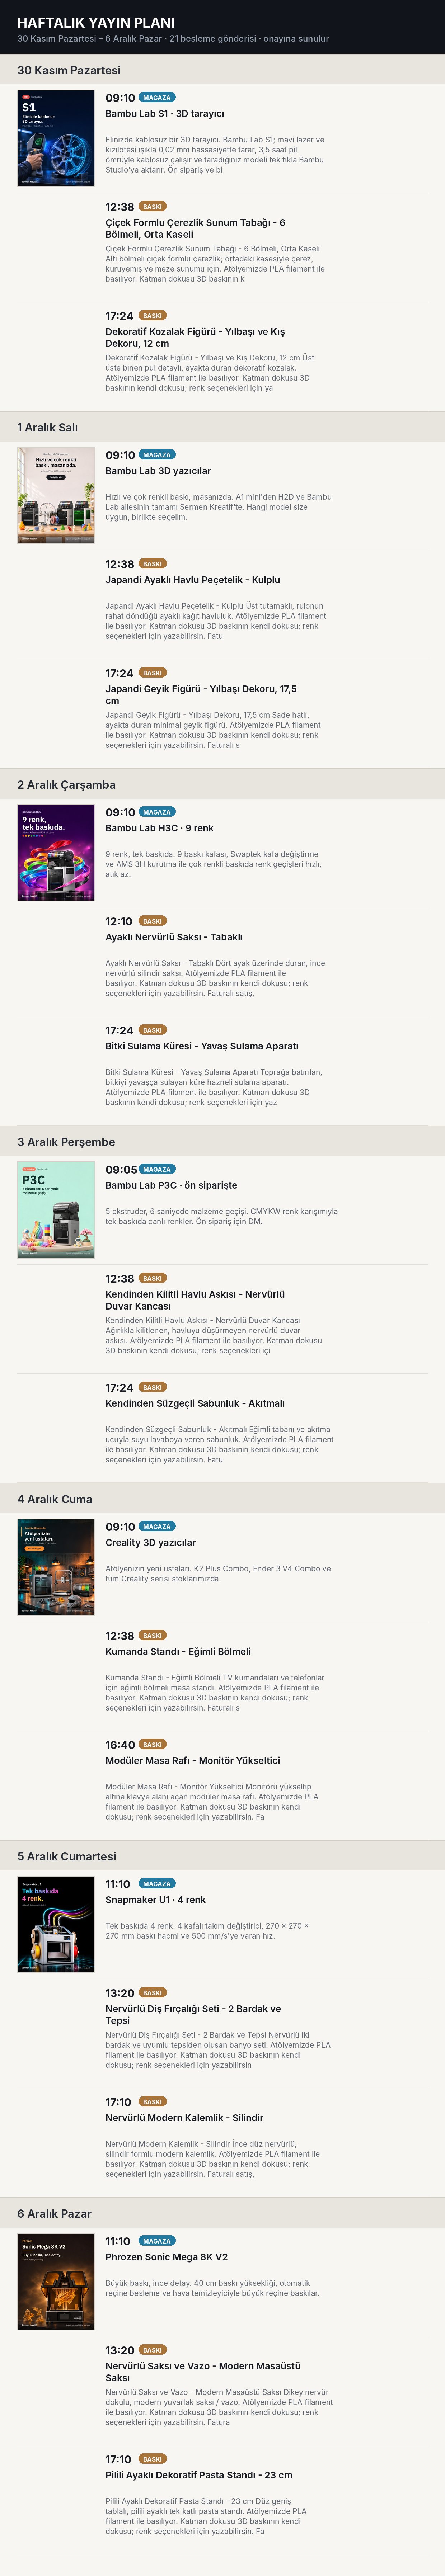 HAFTALIK YAYIN PLANI
30 Kasım Pazartesi – 6 Aralık Pazar · 21 besleme gönderisi · onayına sunulur
30 Kasım Pazartesi
S1
Elinizde kablosuz
3D tarayıcı.
09:10 MAGAZA
Bambu Lab S1 · 3D tarayıcı
Elinizde kablosuz bir 3D tarayıcı. Bambu Lab S1; mavi lazer ve
kızılötesi ışıkla 0,02 mm hassasiyette tarar, 3,5 saat pil
ömrüyle kablosuz çalışır ve taradığınız modeli tek tıkla Bambu
Studio'ya aktarır. Ön sipariş ve bi
12:38 BASKI
Çiçek Formlu Çerezlik Sunum Tabağı - 6
Bölmeli, Orta Kaseli
Çiçek Formlu Çerezlik Sunum Tabağı - 6 Bölmeli, Orta Kaseli
Altı bölmeli çiçek formlu çerezlik; ortadaki kasesiyle çerez,
kuruyemiş ve meze sunumu için. Atölyemizde PLA filament ile
basılıyor. Katman dokusu 3D baskının k
17:24 BASKI
Dekoratif Kozalak Figürü - Yılbaşı ve Kış
Dekoru, 12 cm
Dekoratif Kozalak Figürü - Yılbaşı ve Kış Dekoru, 12 cm Üst
üste binen pul detaylı, ayakta duran dekoratif kozalak.
Atölyemizde PLA filament ile basılıyor. Katman dokusu 3D
baskının kendi dokusu; renk seçenekleri için ya
1 Aralık Salı
Hızlı ve çok renkli
baskı, masanızda.
09:10 MAGAZA
Bambu Lab 3D yazıcılar
Hızlı ve çok renkli baskı, masanızda. A1 mini'den H2D'ye Bambu
Lab ailesinin tamamı Sermen Kreatif'te. Hangi model size
uygun, birlikte seçelim.
12:38 BASKI
Japandi Ayaklı Havlu Peçetelik - Kulplu
Japandi Ayaklı Havlu Peçetelik - Kulplu Üst tutamaklı, rulonun
rahat döndüğü ayaklı kağıt havluluk. Atölyemizde PLA filament
ile basılıyor. Katman dokusu 3D baskının kendi dokusu; renk
seçenekleri için yazabilirsin. Fatu
17:24 BASKI
Japandi Geyik Figürü - Yılbaşı Dekoru, 17,5
cm
Japandi Geyik Figürü - Yılbaşı Dekoru, 17,5 cm Sade hatlı,
ayakta duran minimal geyik figürü. Atölyemizde PLA filament
ile basılıyor. Katman dokusu 3D baskının kendi dokusu; renk
seçenekleri için yazabilirsin. Faturalı s
2 Aralık Çarşamba
9 renk,
tek baskıda.
09:10 MAGAZA
Bambu Lab H3C · 9 renk
9 renk, tek baskıda. 9 baskı kafası, Swaptek kafa değiştirme
ve AMS 3H kurutma ile çok renkli baskıda renk geçişleri hızlı,
atık az.
12:10 BASKI
Ayaklı Nervürlü Saksı - Tabaklı
Ayaklı Nervürlü Saksı - Tabaklı Dört ayak üzerinde duran, ince
nervürlü silindir saksı. Atölyemizde PLA filament ile
basılıyor. Katman dokusu 3D baskının kendi dokusu; renk
seçenekleri için yazabilirsin. Faturalı satış,
17:24 BASKI
Bitki Sulama Küresi - Yavaş Sulama Aparatı
Bitki Sulama Küresi - Yavaş Sulama Aparatı Toprağa batırılan,
bitkiyi yavaşça sulayan küre hazneli sulama aparatı.
Atölyemizde PLA filament ile basılıyor. Katman dokusu 3D
baskının kendi dokusu; renk seçenekleri için yaz
3 Aralık Perşembe
P3C
5 ekstruder, 6 saniyede
malzeme geçişi.
09:05 MAGAZA
Bambu Lab P3C · ön siparişte
5 ekstruder, 6 saniyede malzeme geçişi. CMYKW renk karışımıyla
tek baskıda canlı renkler. Ön sipariş için DM.
12:38 BASKI
Kendinden Kilitli Havlu Askısı - Nervürlü
Duvar Kancası
Kendinden Kilitli Havlu Askısı - Nervürlü Duvar Kancası
Ağırlıkla kilitlenen, havluyu düşürmeyen nervürlü duvar
askısı. Atölyemizde PLA filament ile basılıyor. Katman dokusu
3D baskının kendi dokusu; renk seçenekleri içi
17:24 BASKI
Kendinden Süzgeçli Sabunluk - Akıtmalı
Kendinden Süzgeçli Sabunluk - Akıtmalı Eğimli tabanı ve akıtma
ucuyla suyu lavaboya veren sabunluk. Atölyemizde PLA filament
ile basılıyor. Katman dokusu 3D baskının kendi dokusu; renk
seçenekleri için yazabilirsin. Fatu
4 Aralık Cuma
Atölyenizin
yeni ustaları.
09:10 MAGAZA
Creality 3D yazıcılar
Atölyenizin yeni ustaları. K2 Plus Combo, Ender 3 V4 Combo ve
tüm Creality serisi stoklarımızda.
12:38 BASKI
Kumanda Standı - Eğimli Bölmeli
Kumanda Standı - Eğimli Bölmeli TV kumandaları ve telefonlar
için eğimli bölmeli masa standı. Atölyemizde PLA filament ile
basılıyor. Katman dokusu 3D baskının kendi dokusu; renk
seçenekleri için yazabilirsin. Faturalı s
16:40 BASKI
Modüler Masa Rafı - Monitör Yükseltici
Modüler Masa Rafı - Monitör Yükseltici Monitörü yükseltip
altına klavye alanı açan modüler masa rafı. Atölyemizde PLA
filament ile basılıyor. Katman dokusu 3D baskının kendi
dokusu; renk seçenekleri için yazabilirsin. Fa
5 Aralık Cumartesi
Snapmaker U1
Tek baskıda
4 renk.
11:10 MAGAZA
Snapmaker U1 · 4 renk
Tek baskıda 4 renk. 4 kafalı takım değiştirici, 270 × 270 ×
270 mm baskı hacmi ve 500 mm/s'ye varan hız.
13:20 BASKI
Nervürlü Diş Fırçalığı Seti - 2 Bardak ve
Tepsi
Nervürlü Diş Fırçalığı Seti - 2 Bardak ve Tepsi Nervürlü iki
bardak ve uyumlu tepsiden oluşan banyo seti. Atölyemizde PLA
filament ile basılıyor. Katman dokusu 3D baskının kendi
dokusu; renk seçenekleri için yazabilirsin
17:10 BASKI
Nervürlü Modern Kalemlik - Silindir
Nervürlü Modern Kalemlik - Silindir İnce düz nervürlü,
silindir formlu modern kalemlik. Atölyemizde PLA filament ile
basılıyor. Katman dokusu 3D baskının kendi dokusu; renk
seçenekleri için yazabilirsin. Faturalı satış,
6 Aralık Pazar
Sonic Mega 8K V2
Büyük baskı, ince detay.
11:10 MAGAZA
Phrozen Sonic Mega 8K V2
Büyük baskı, ince detay. 40 cm baskı yüksekliği, otomatik
reçine besleme ve hava temizleyiciyle büyük reçine baskılar.
13:20 BASKI
Nervürlü Saksı ve Vazo - Modern Masaüstü
Saksı
Nervürlü Saksı ve Vazo - Modern Masaüstü Saksı Dikey nervür
dokulu, modern yuvarlak saksı / vazo. Atölyemizde PLA filament
ile basılıyor. Katman dokusu 3D baskının kendi dokusu; renk
seçenekleri için yazabilirsin. Fatura
17:10 BASKI
Pilili Ayaklı Dekoratif Pasta Standı - 23 cm
Pilili Ayaklı Dekoratif Pasta Standı - 23 cm Düz geniş
tablalı, pilili ayaklı tek katlı pasta standı. Atölyemizde PLA
filament ile basılıyor. Katman dokusu 3D baskının kendi
dokusu; renk seçenekleri için yazabilirsin. Fa